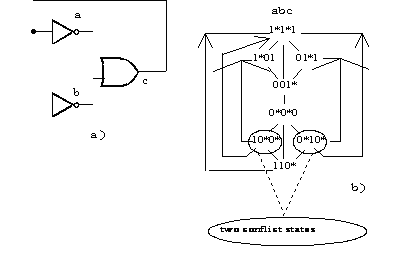 a
b
c
a)
abc
1*1*1
1*01 01*1
001*
0*0*0
10*0* 0*10*
110*
b)
two conflist states